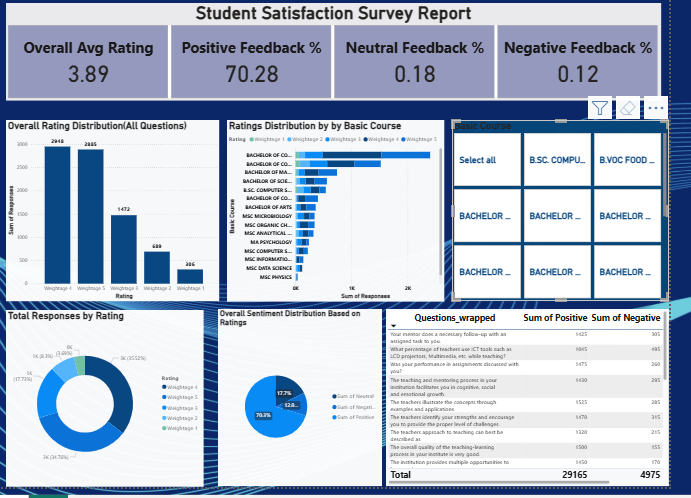 Student Satisfaction Survey Report
Overall Avg Rating
3.89
Positive Feedback %
70.28
Neutral Feedback %
0.18
Negative Feedback %
0.12
Overall Rating Distribution(All Questions)
Sum of Responses
3000
2500
2000
1500
1000
500
0
2948
2885
1472
689
306
Weightage 4
Weightage 5
Weightage 3
Weightage 2
Weightage 1
Rating
Ratings Distribution by by Basic Course
Rating
Weightage 1
Weightage 2
Weightage 3
Weightage 4
Weightage 5
Basic Course
BACHELOR OF CO...
BACHELOR OF CO...
BACHELOR OF MA...
BACHELOR OF SCIE...
B.SC. COMPUTER S...
BACHELOR OF CO...
BACHELOR OF ARTS
MSC MICROBIOLOGY
MSC ORGANIC CH...
MSC ANALYTICAL ...
MA PSYCHOLOGY
MSC COMPUTER S...
MSC INFORMATIO...
MSC DATA SCIENCE
MSC PHYSICS
0K
1K
2K
Sum of Responses
Basic Course
Select all
B.SC. COMPU...
B.VOC FOOD ...
BACHELOR ...
BACHELOR ...
BACHELOR ...
BACHELOR ...
BACHELOR ...
BACHELOR ...
Total Responses by Rating
0K
(3.69%)
1K (8.3%)
1K
(17.73%)
3K (35.52%)
3K (34.76%)
Rating
Weightage 4
Weightage 5
Weightage 3
Weightage 2
Weightage 1
Overall Sentiment Distribution Based on
Ratings
17.7%
12.0...
70.3%
Sum of Neutral
Sum of Negati...
Sum of Positive
Questions_wrapped Sum of Positive Sum of Negative
Your mentor does a necessary follow-up with an
assigned task to you. 1425 305
What percentage of teachers use ICT tools such as
LCD projectors, Multimedia, etc. while teaching? 1045 495
Was your performance in assignments discussed with
you? 1475 260
The teaching and mentoring process in your
institution facilitates you in cognitive, social
and emotional growth. 1430 295
The teachers illustrate the concepts through
examples and applications 1525 205
The teachers identify your strengths and encourage
you to provide the proper level of challenges. 1470 315
The teachers approach to teaching can best be
described as 1320 215
The overall quality of the teaching-learning
process in your institute is very good. 1500 155
The institution provides multiple opportunities to 1450 170
Total 29165 4975